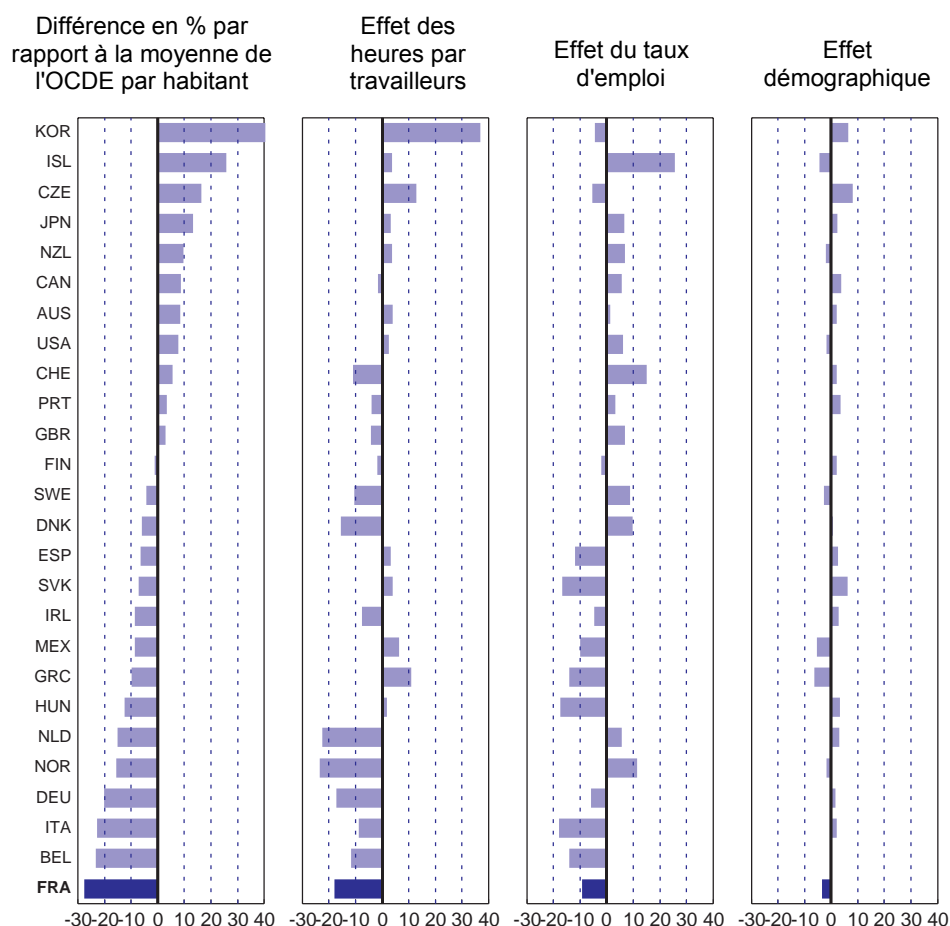 Différence en % par
rapport à la moyenne de
l'OCDE par habitant
Effet des
heures par
travailleurs
Effet du taux
d'emploi
Effet
démographique
KOR
ISL
CZE
JPN
NZL
CAN
AUS
USA
CHE
PRT
GBR
FIN
SWE
DNK
ESP
SVK
IRL
MEX
GRC
HUN
NLD
NOR
DEU
ITA
BEL
FRA
-30-20-10 0 10 20 30 40
-30-20-10 0 10 20 30 40
-30-20-10 0 10 20 30 40
-30-20-10 0 10 20 30 40